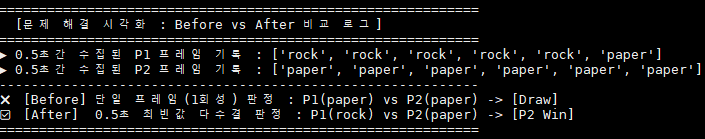 ======================================================
[문제 해결 시각화 : Before vs After 비교 로그]
======================================================
▶ 0.5초간 수집된 P1 프레임 기록 : ['rock', 'rock', 'rock', 'rock', 'rock', 'paper']
▶ 0.5초간 수집된 P2 프레임 기록 : ['paper', 'paper', 'paper', 'paper', 'paper', 'paper']
------------------------------------------------------
❌ [Before] 단일 프레임(1회성) 판정 : P1(paper) vs P2(paper) -> [Draw]
☑ [After] 0.5초 최빈값 다수결 판정 : P1(rock) vs P2(paper) -> [P2 Win]
======================================================